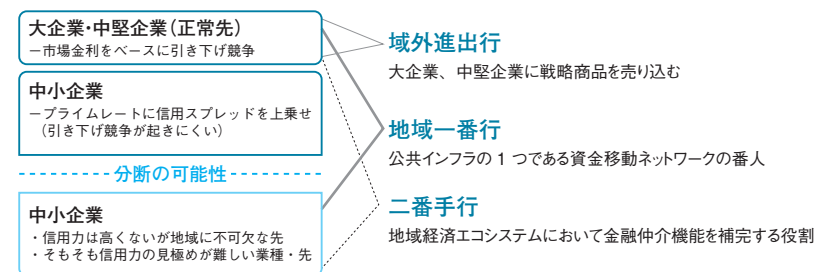 大企業・中堅企業（正常先）
－市場金利をベースに引き下げ競争
中小企業
－プライムレートに信用スプレッドを上乗せ
（引き下げ競争が起きにくい）
分断の可能性
中小企業
・信用力は高くないが地域に不可欠な先
・そもそも信用力の見極めが難しい業種・先
域外進出行
大企業、中堅企業に戦略商品を売り込む
地域一番行
公共インフラの1つである資金移動ネットワークの番人
二番手行
地域経済エコシステムにおいて金融仲介機能を補完する役割